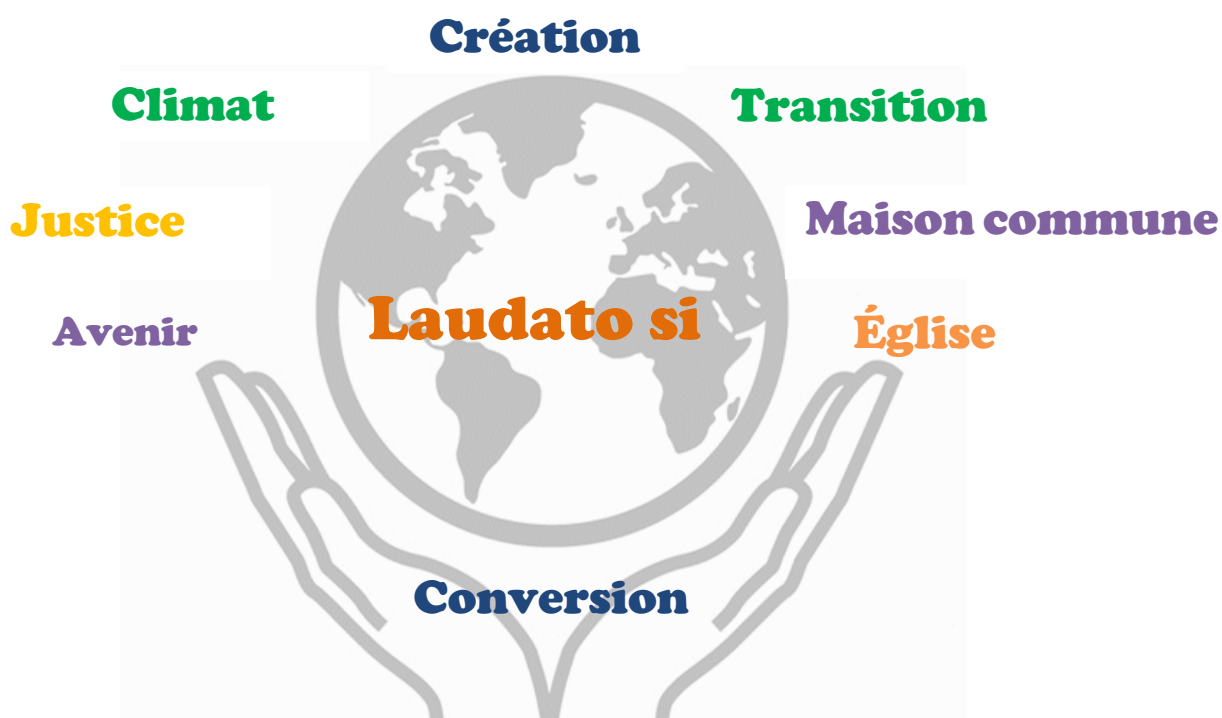 Création
Climat
Transition
Justice
Maison commune
Laudato si
Avenir
Église
Conversion